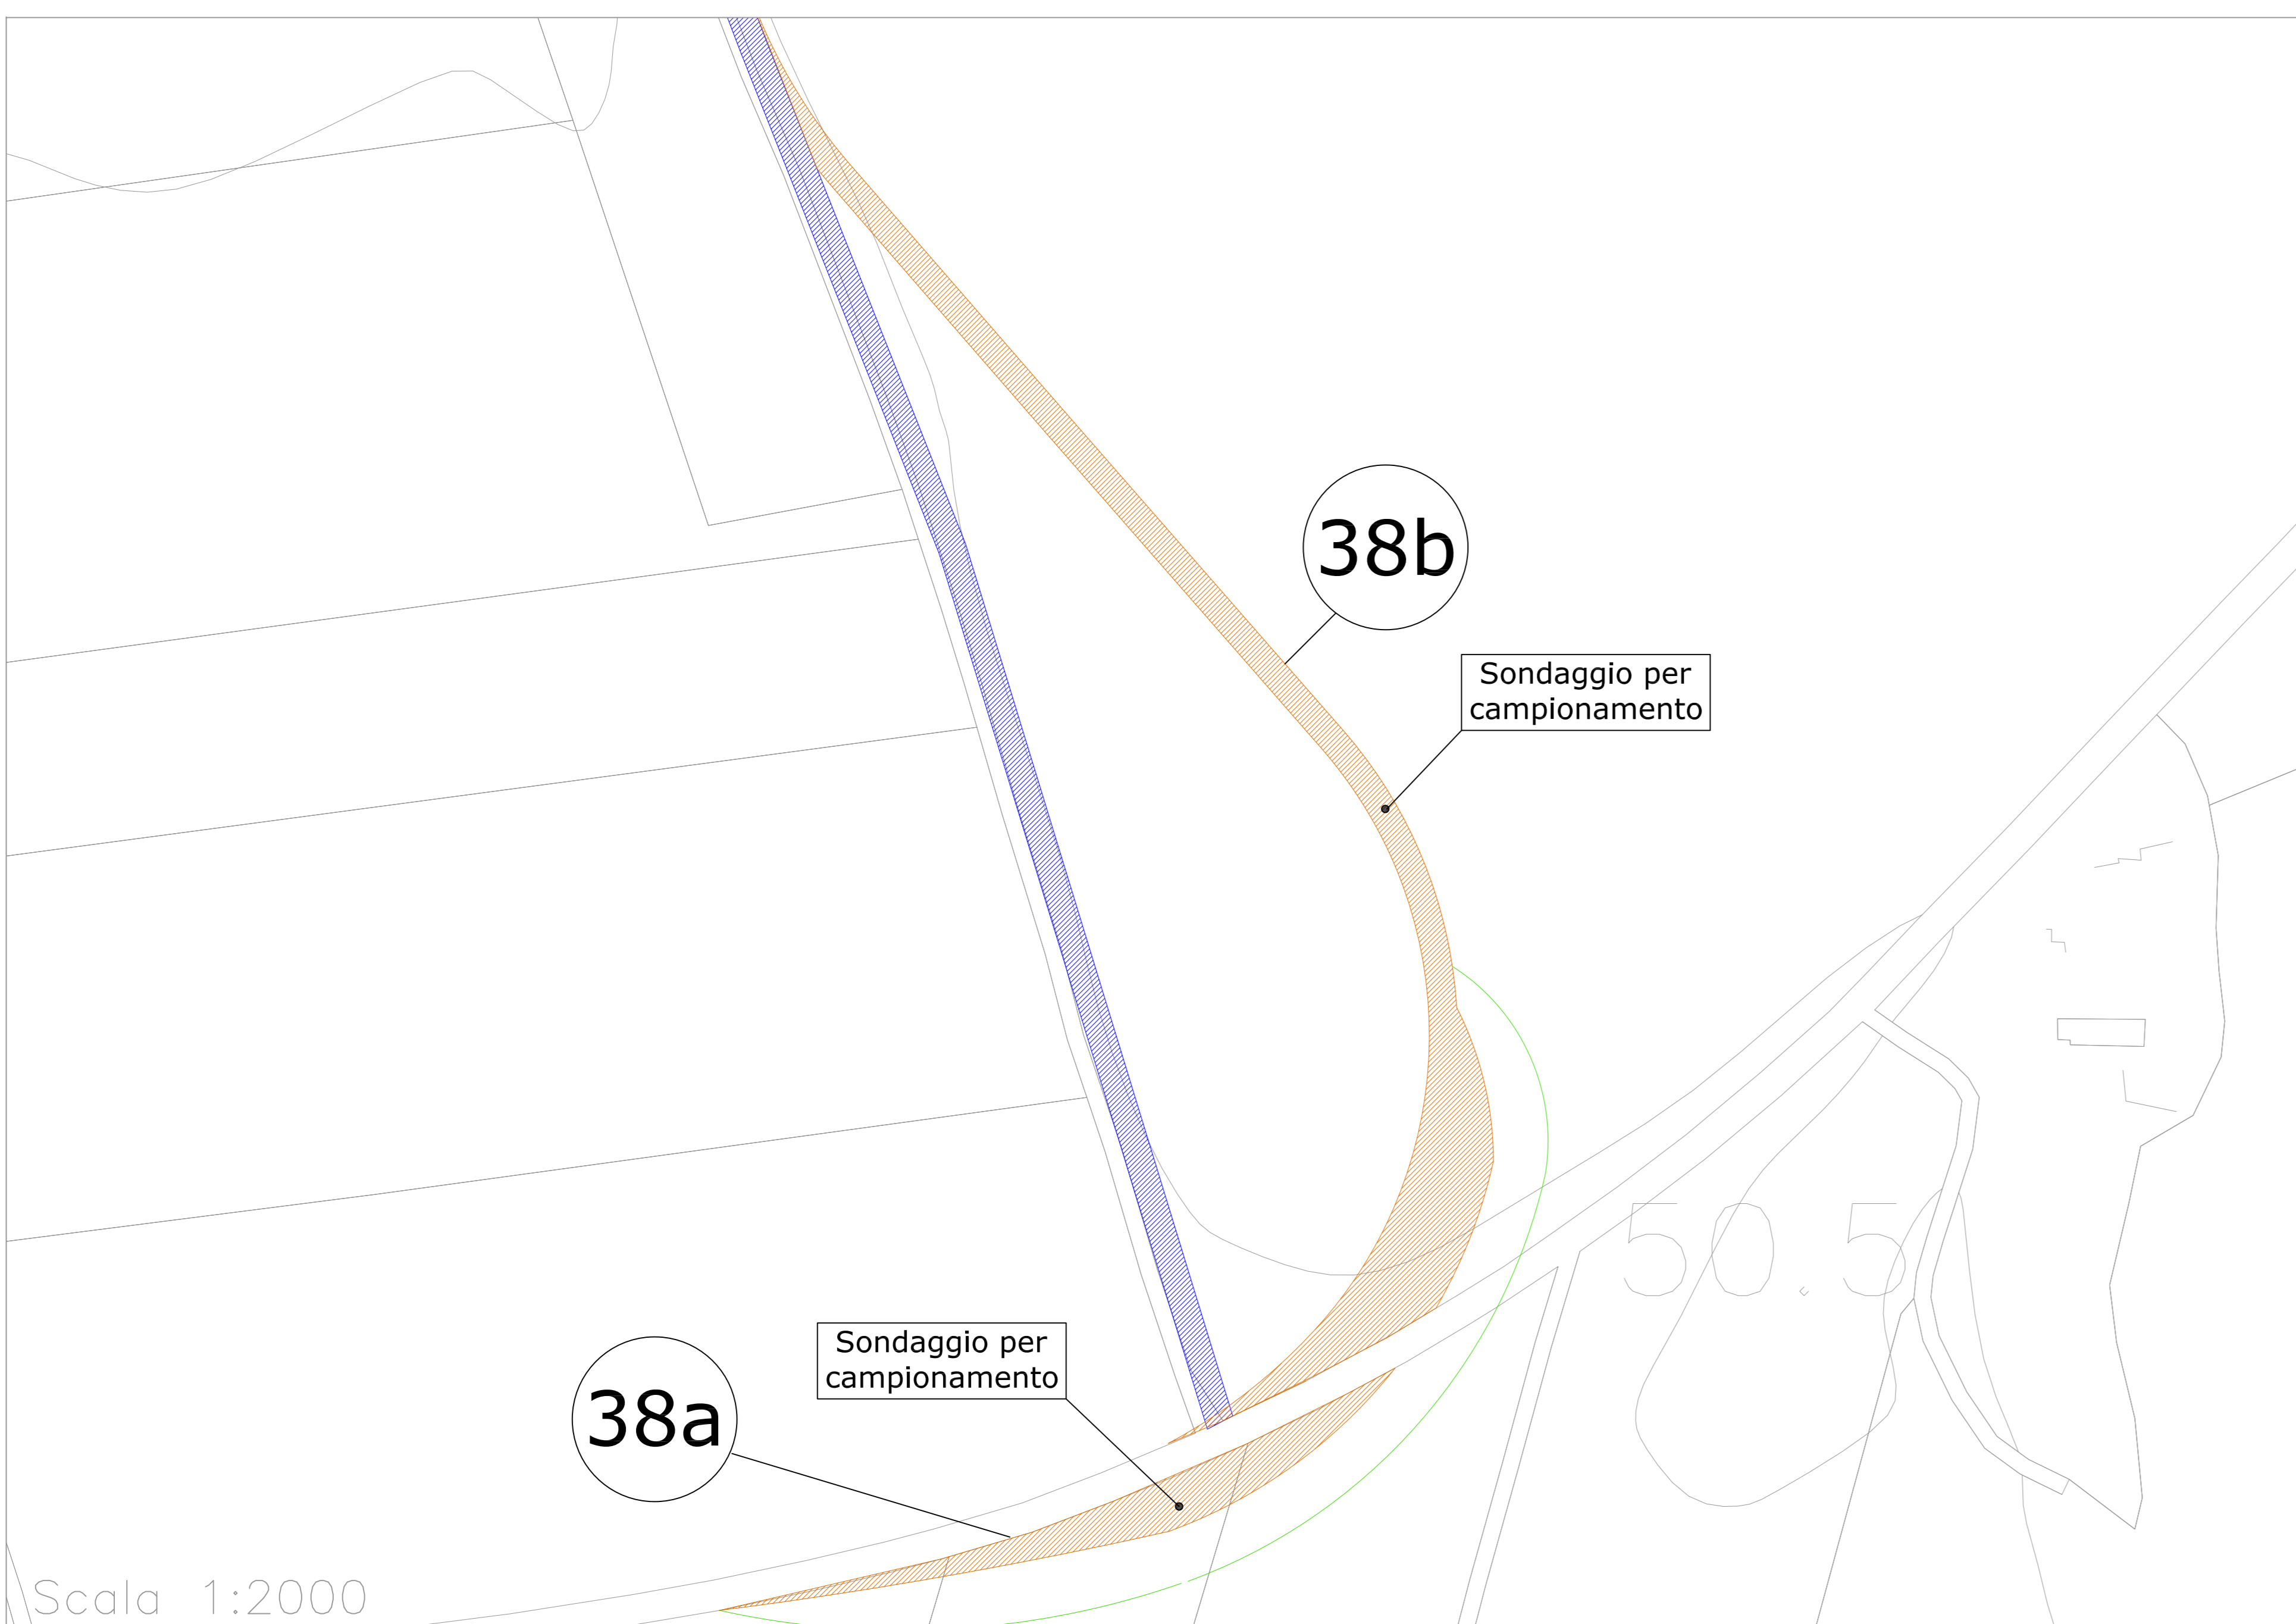 38b
Sondaggio per
campionamento
50.5
Sondaggio per
campionamento
38a
Scala 1:2000